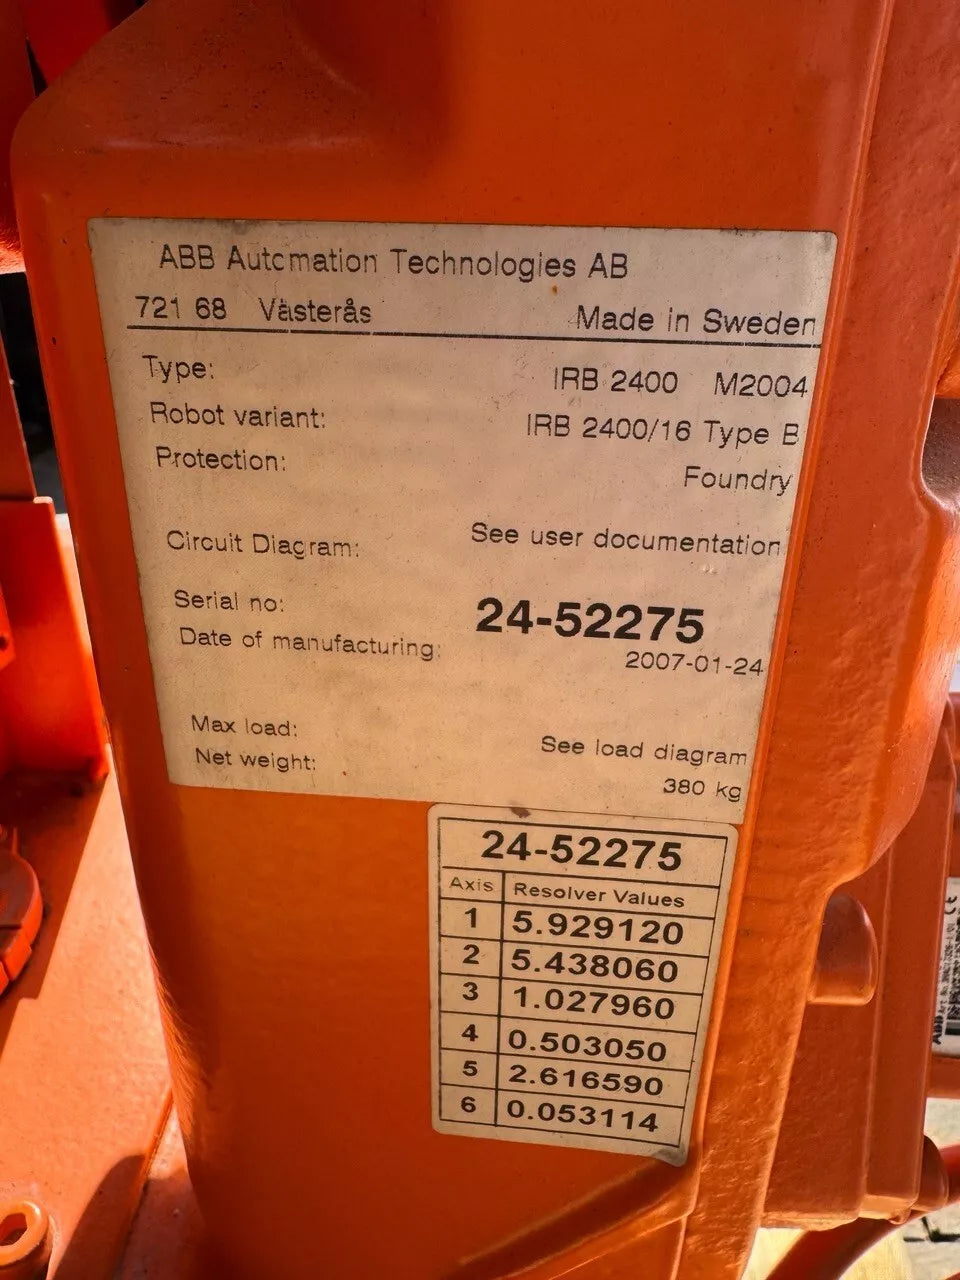 ABB Automation Technologies AB
721 68 Västerås Made in Sweden
Type: IRB 2400 M2004
Robot variant: IRB 2400/16 Type B
Protection: Foundry
Circuit Diagram: See user documentation
Serial no: 24-52275
Date of manufacturing: 2007-01-24
Max load: See load diagram
Net weight: 380 kg
24-52275
Axis Resolver Values
1 5.929120
2 5.438060
3 1.027960
4 0.503050
5 2.616590
6 0.053114
ABB
CE